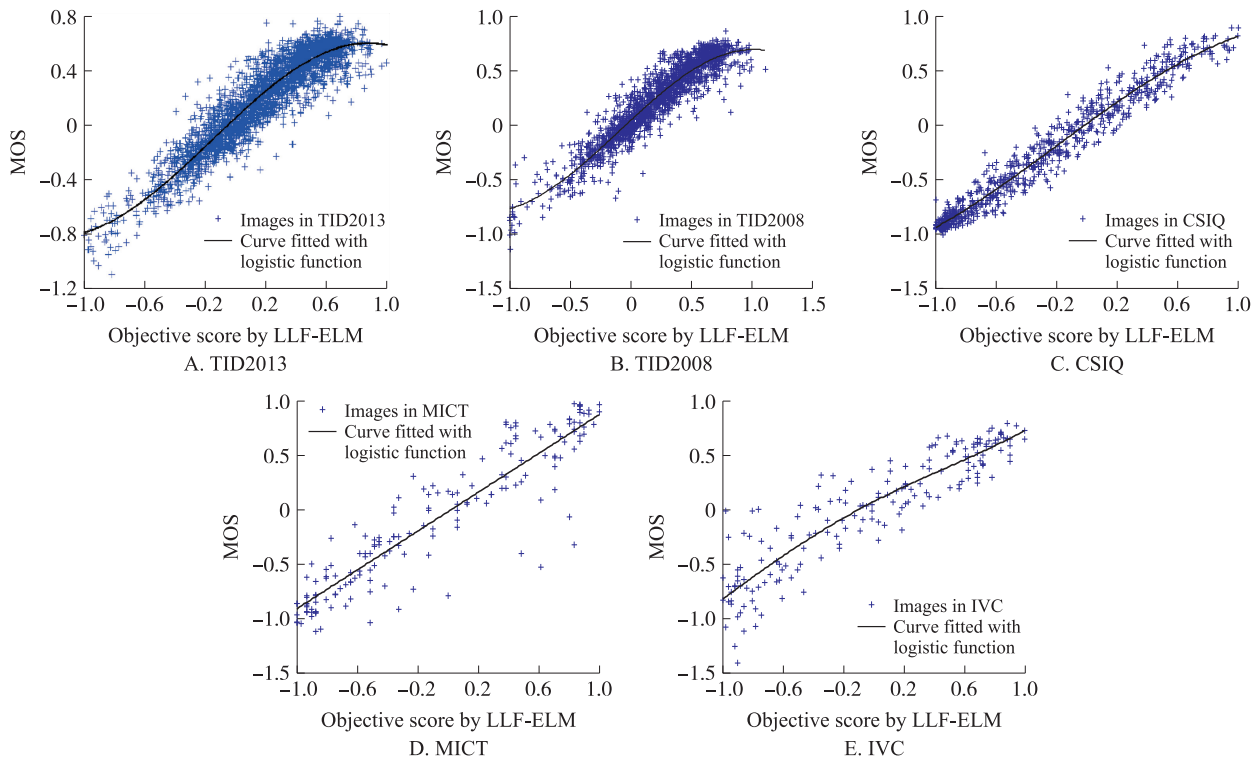 0.8
0.4
0
−0.4
−0.8
−1.2
MOS
Images in TID2013
Curve fitted with
logistic function
−1.0 −0.6 −0.2 0.2 0.6 1.0
Objective score by LLF-ELM
A. TID2013
1.0
0.5
0
−0.5
−1.0
−1.5
MOS
Images in TID2008
Curve fitted with
logistic function
−1.0 −0.5 0 0.5 1.0 1.5
Objective score by LLF-ELM
B. TID2008
1.0
0.5
0
−0.5
−1.0
−1.5
MOS
Images in CSIQ
Curve fitted with
logistic function
−1.0 −0.6 −0.2 0.2 0.6 1.0
Objective score by LLF-ELM
C. CSIQ
1.0
0.5
0
−0.5
−1.0
−1.5
MOS
Images in MICT
Curve fitted with
logistic function
−1.0 −0.6 −0.2 0.2 0.6 1.0
Objective score by LLF-ELM
D. MICT
1.0
0.5
0
−0.5
−1.0
−1.5
MOS
Images in IVC
Curve fitted with
logistic function
−1.0 −0.6 −0.2 0.2 0.6 1.0
Objective score by LLF-ELM
E. IVC